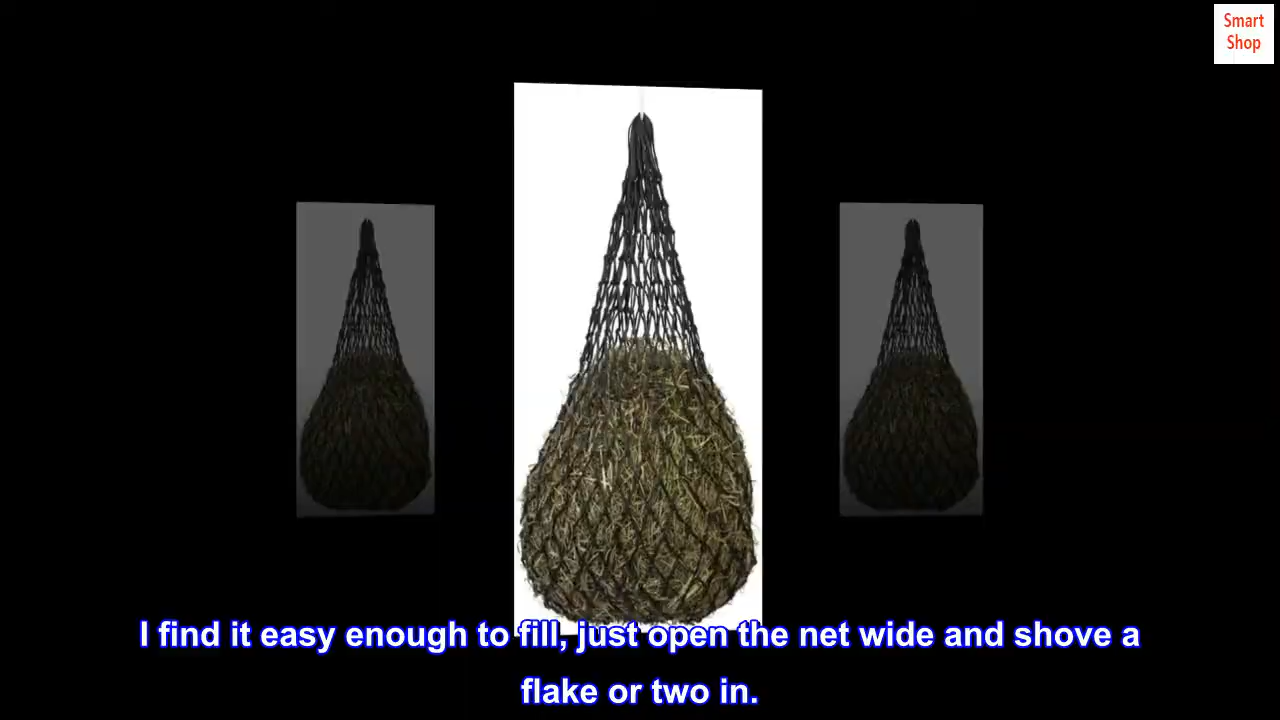 Smart
Shop
I find it easy enough to fill, just open the net wide and shove a
flake or two in.